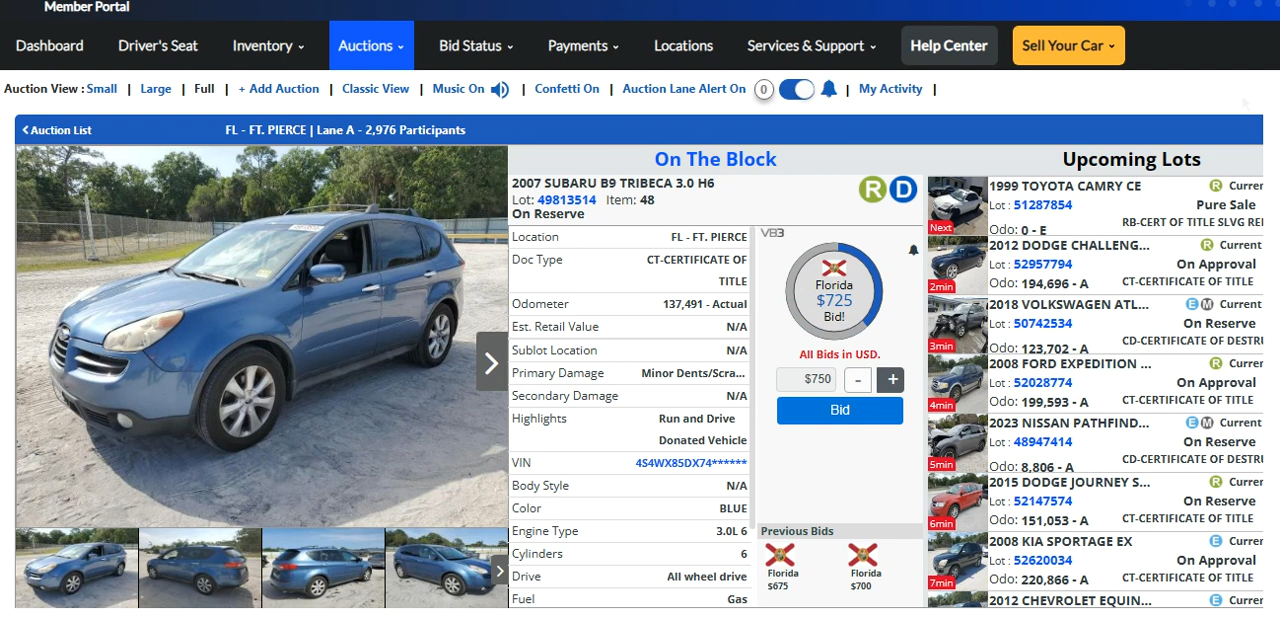 Member Portal
Dashboard Driver's Seat Inventory Auctions Bid Status Payments Locations Services & Support Help Center Sell Your Car
Auction View : Small | Large | Full | + Add Auction | Classic View | Music On | Confetti On | Auction Lane Alert On 0 | My Activity |
Auction List FL - FT. PIERCE | Lane A - 2,976 Participants
On The Block
2007 SUBARU B9 TRIBECA 3.0 H6
Lot: 49813514 Item: 48
On Reserve
R D
Location FL - FT. PIERCE
Doc Type CT-CERTIFICATE OF
TITLE
Odometer 137,491 - Actual
Est. Retail Value N/A
Sublot Location N/A
Primary Damage Minor Dents/Scra...
Secondary Damage N/A
Highlights Run and Drive
Donated Vehicle
VIN 4S4WX85DX74******
Body Style N/A
Color BLUE
Engine Type 3.0L 6
Cylinders 6
Drive All wheel drive
Fuel Gas
VB3
Florida
$725
Bid!
All Bids in USD.
$750 - +
Bid
Previous Bids
Florida Florida
$675 $700
Upcoming Lots
1999 TOYOTA CAMRY CE R Curren
Lot : 51287854 Pure Sale
Next Odo: 0 - E RB-CERT OF TITLE SLVG REI
2012 DODGE CHALLENG... R Current
Lot : 52957794 On Approval
2min Odo: 194,696 - A CT-CERTIFICATE OF TITLE
2018 VOLKSWAGEN ATL... E M Current
Lot : 50742534 On Reserve
3min Odo: 123,702 - A CD-CERTIFICATE OF DESTRU
2008 FORD EXPEDITION ... R Curren
Lot : 52028774 On Approval
4min Odo: 199,593 - A CT-CERTIFICATE OF TITLE
2023 NISSAN PATHFIND... E M Current
Lot : 48947414 On Reserve
5min Odo: 8,806 - A CD-CERTIFICATE OF DESTRU
2015 DODGE JOURNEY S... R Curren
Lot : 52147574 On Reserve
6min Odo: 151,053 - A CT-CERTIFICATE OF TITLE
2008 KIA SPORTAGE EX E Curren
Lot : 52620034 On Approval
7min Odo: 220,866 - A CT-CERTIFICATE OF TITLE
2012 CHEVROLET EQUIN... E Curren